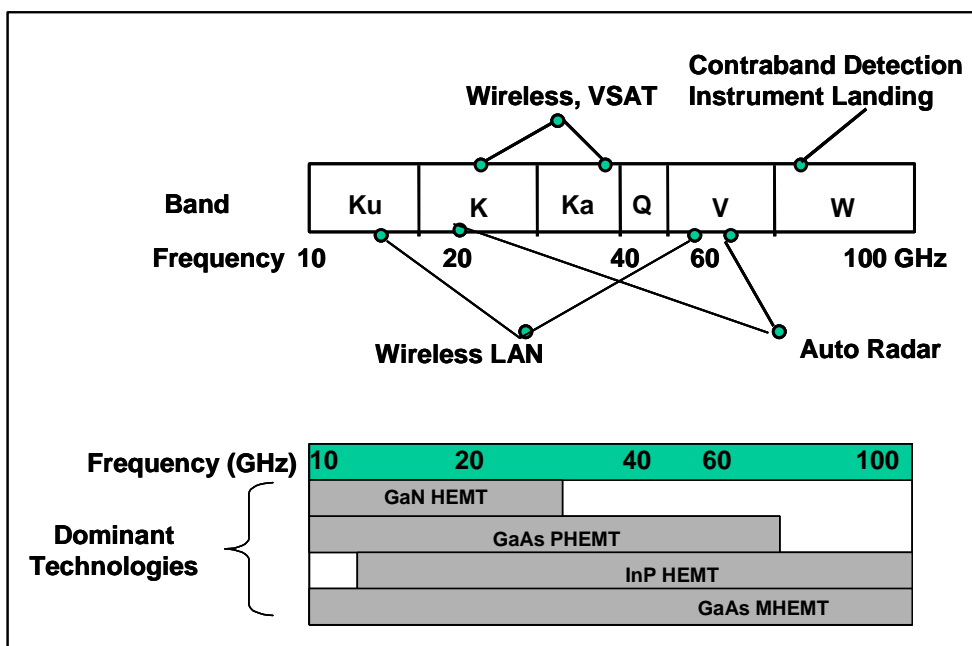 Contraband Detection
Wireless, VSAT Instrument Landing
Band Ku K Ka Q V W
Frequency 10 20 40 60 100 GHz
Wireless LAN Auto Radar
Frequency (GHz) 10 20 40 60 100
GaN HEMT
Dominant
Technologies
GaAs PHEMT
InP HEMT
GaAs MHEMT